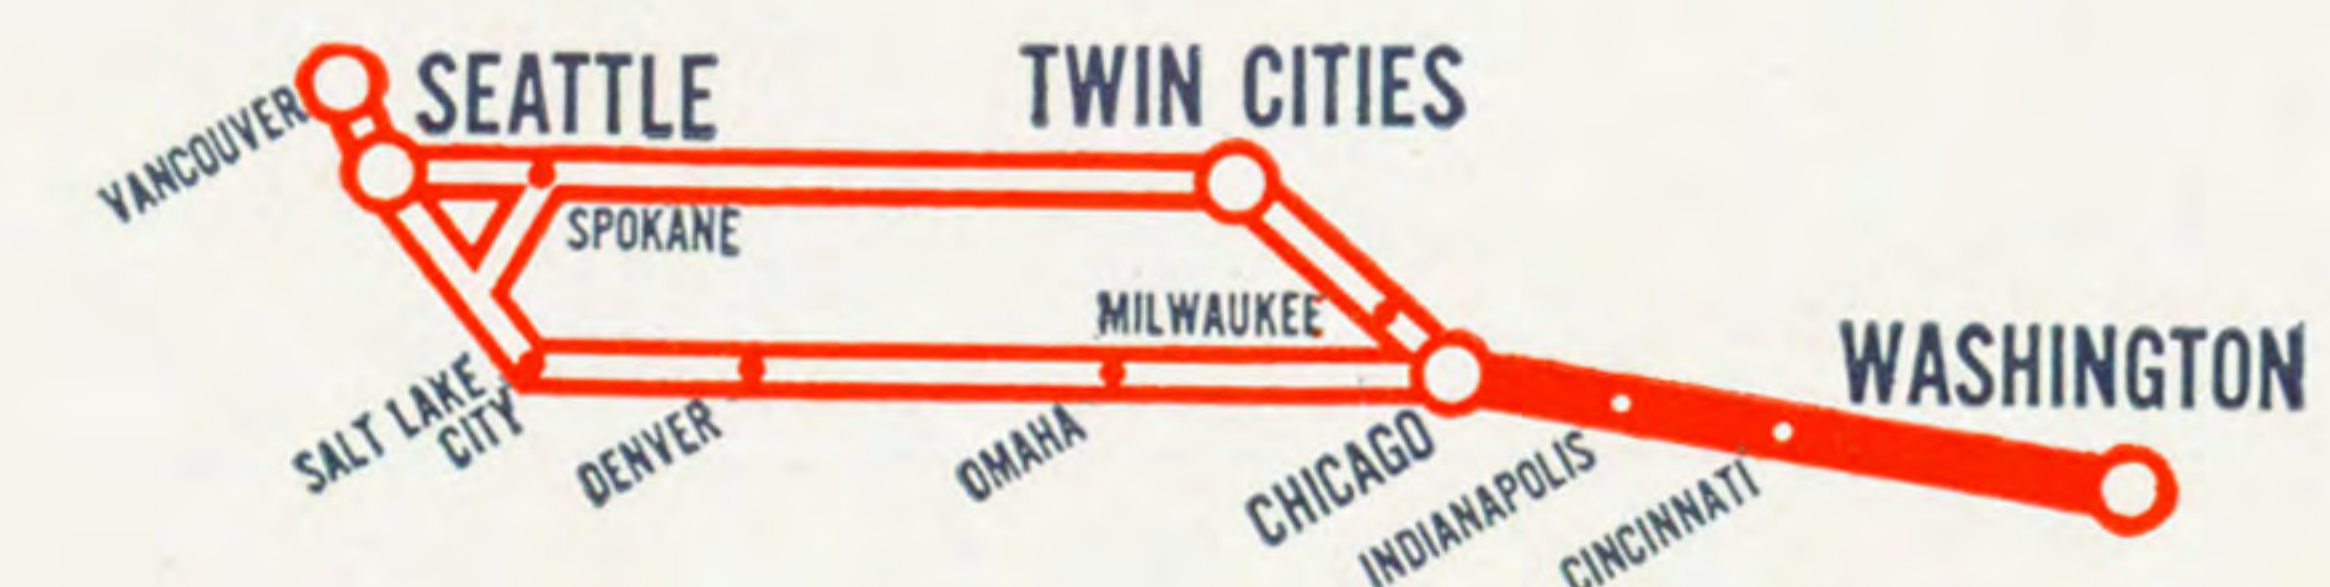 VANCOUVER
SEATTLE
TWIN CITIES
SPOKANE
MILWAUKEE
WASHINGTON
SALT LAKE
CITY
DENVER
OMAHA
CHICAGO
INDIANAPOLIS
CINCINNATI